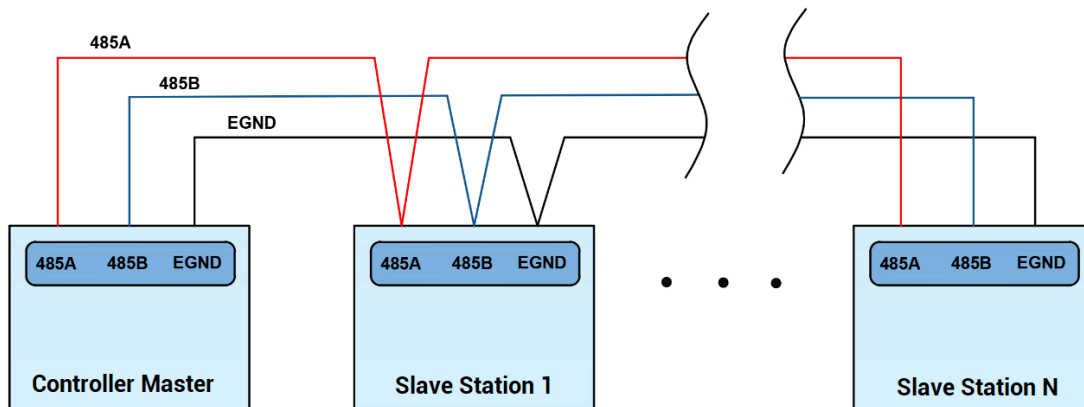 485A
485B
EGND
485A 485B EGND
485A 485B EGND
485A 485B EGND
Controller Master
Slave Station 1
Slave Station N